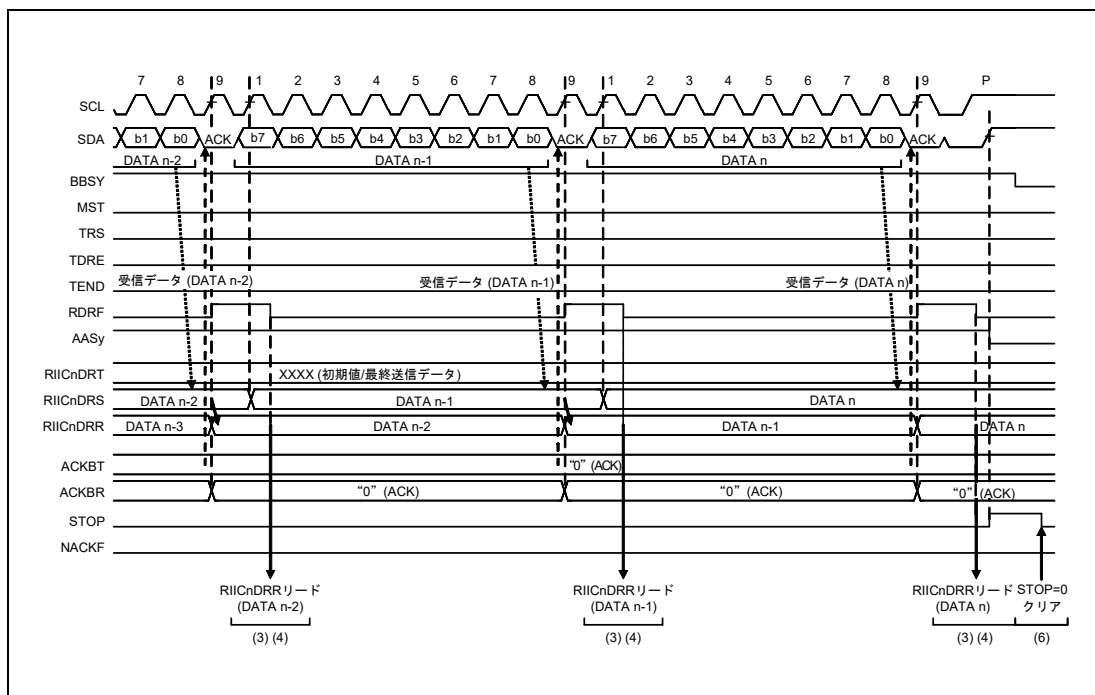 7 8 9 1 2 3 4 5 6 7 8 9 1 2 3 4 5 6 7 8 9 P
SCL
SDA b1 b0 ACK b7 b6 b5 b4 b3 b2 b1 b0 ACK b7 b6 b5 b4 b3 b2 b1 b0 ACK
DATA n-2 DATA n-1 DATA n
BBSY
MST
TRS
TDRE
受信データ (DATA n-2) 受信データ (DATA n-1) 受信データ (DATA n)
TEND
RDRF
AASy
RIICnDRT XXXX (初期値/最終送信データ)
RIICnDRS DATA n-2 DATA n-1 DATA n
RIICnDRR DATA n-3 DATA n-2 DATA n-1 DATA n
ACKBT “0” (ACK)
ACKBR “0” (ACK) “0” (ACK) “0” (ACK)
STOP
NACKF
RIICnDRRリード RIICnDRRリード RIICnDRRリード STOP=0
(DATA n-2) (DATA n-1) (DATA n) クリア
(3) (4) (3) (4) (3) (4) (6)